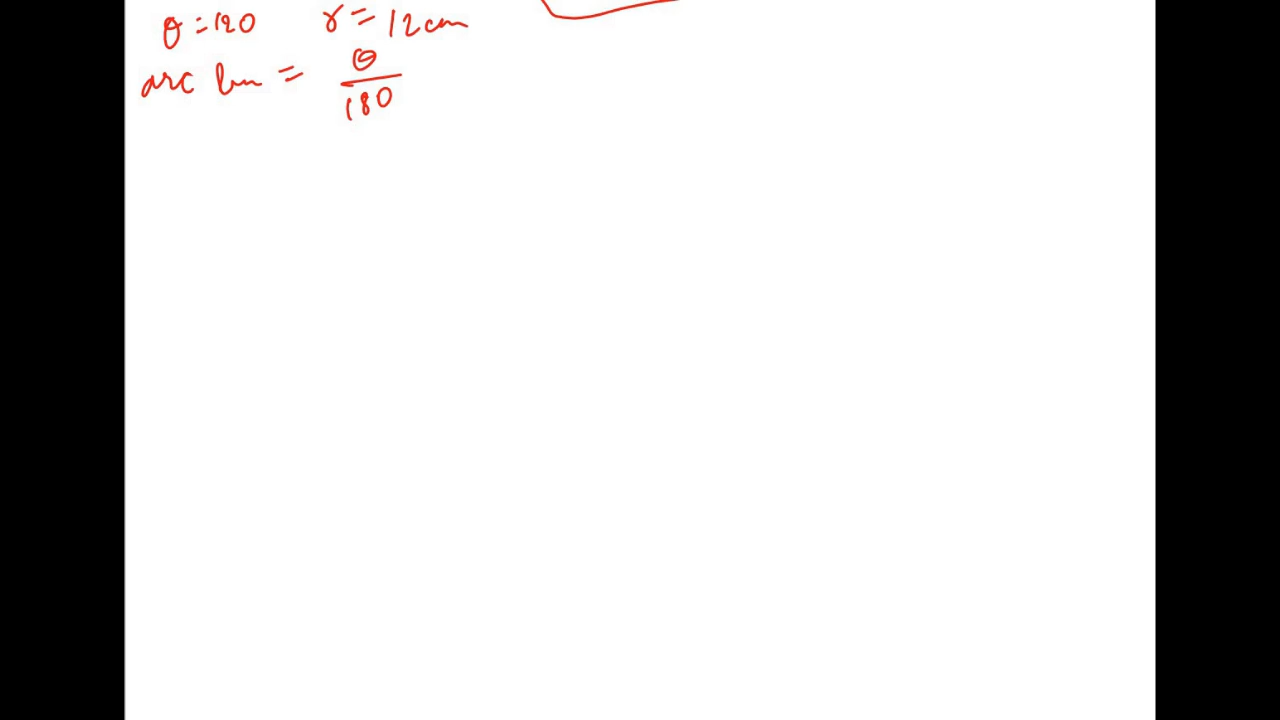 θ = 120 r = 12cm
arc len = θ/180